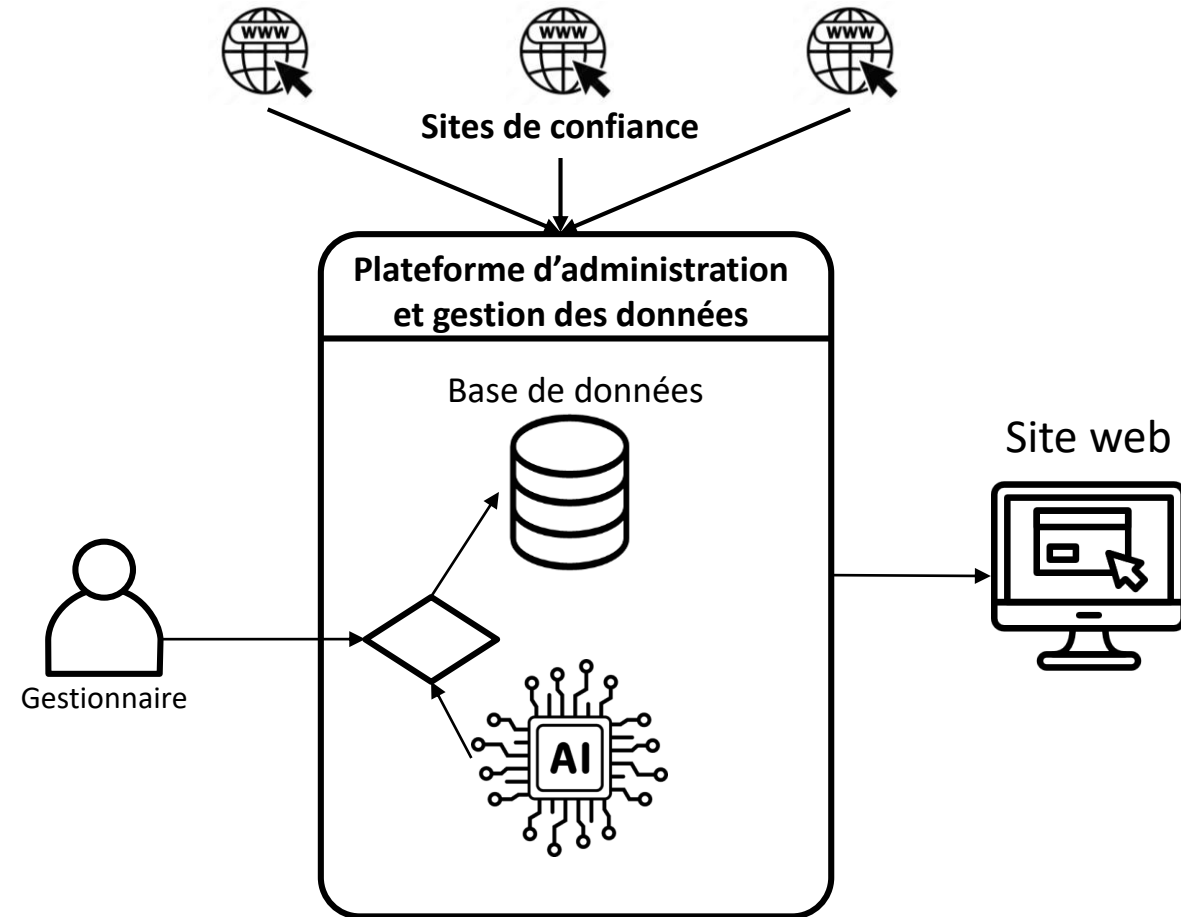 WWW
WWW
WWW
Sites de confiance
Plateforme d’administration
et gestion des données
Base de données
Site web
Gestionnaire
AI